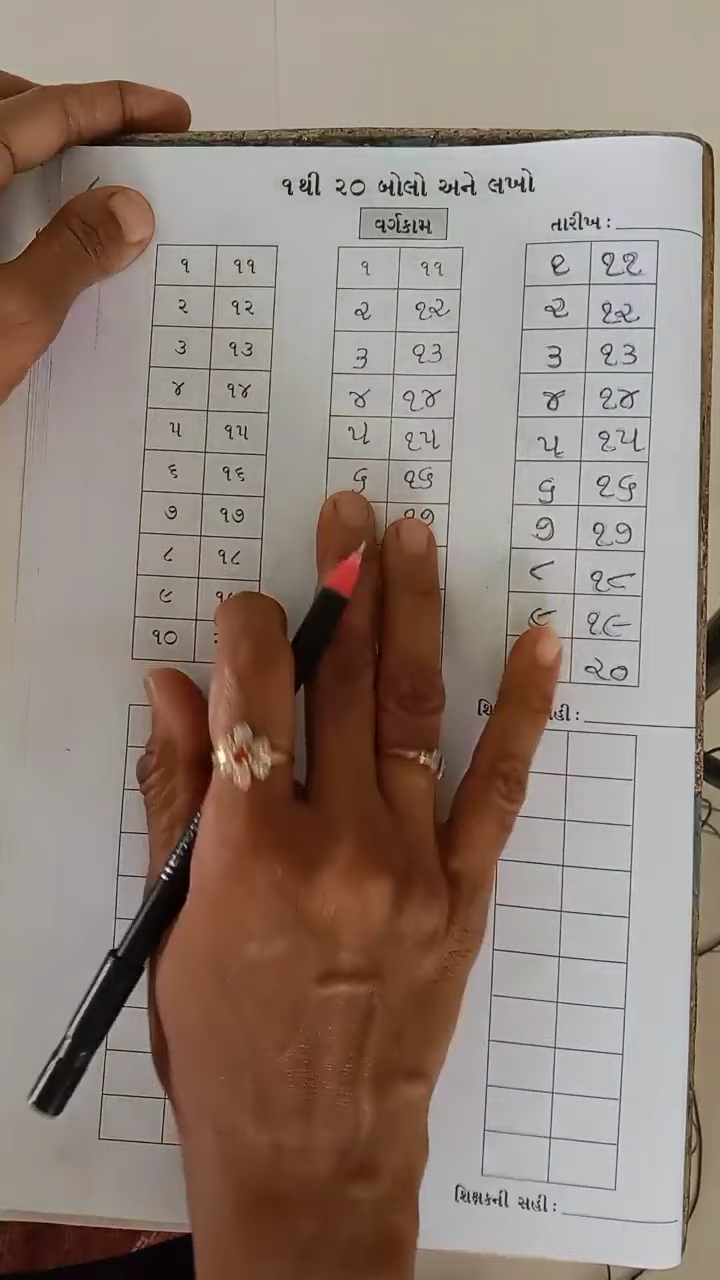 ૧થી ૨૦ બોલો અને લખો
વર્ગકામ
તારીખ :
૧ ૧૧ ૧ ૧૧ ૧ ૧૧
૨ ૧૨ ૨ ૧૨ ૨ ૧૨
૩ ૧૩ ૩ ૧૩ ૩ ૧૩
૪ ૧૪ ૪ ૧૪ ૪ ૧૪
૫ ૧૫ ૫ ૧૫ ૫ ૧૫
૬ ૧૬ ૬ ૧૬ ૬ ૧૬
૭ ૧૭ ૧૭ ૭ ૧૭
૮ ૧૮ ૮ ૧૮
૯ ૯ ૧૯
૧૦ ૨૦
શિક્ષકની સહી :